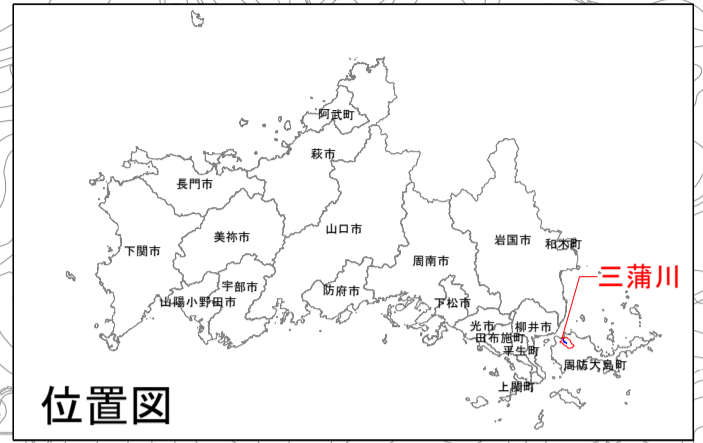 阿武町
萩市
長門市
山口市
美祢市
下関市
岩国市
和木町
周南市
三蒲川
宇部市
防府市
山陽小野田市
下松市
光市
柳井市
田布施町
平生町
周防大島町
上関町
位置図